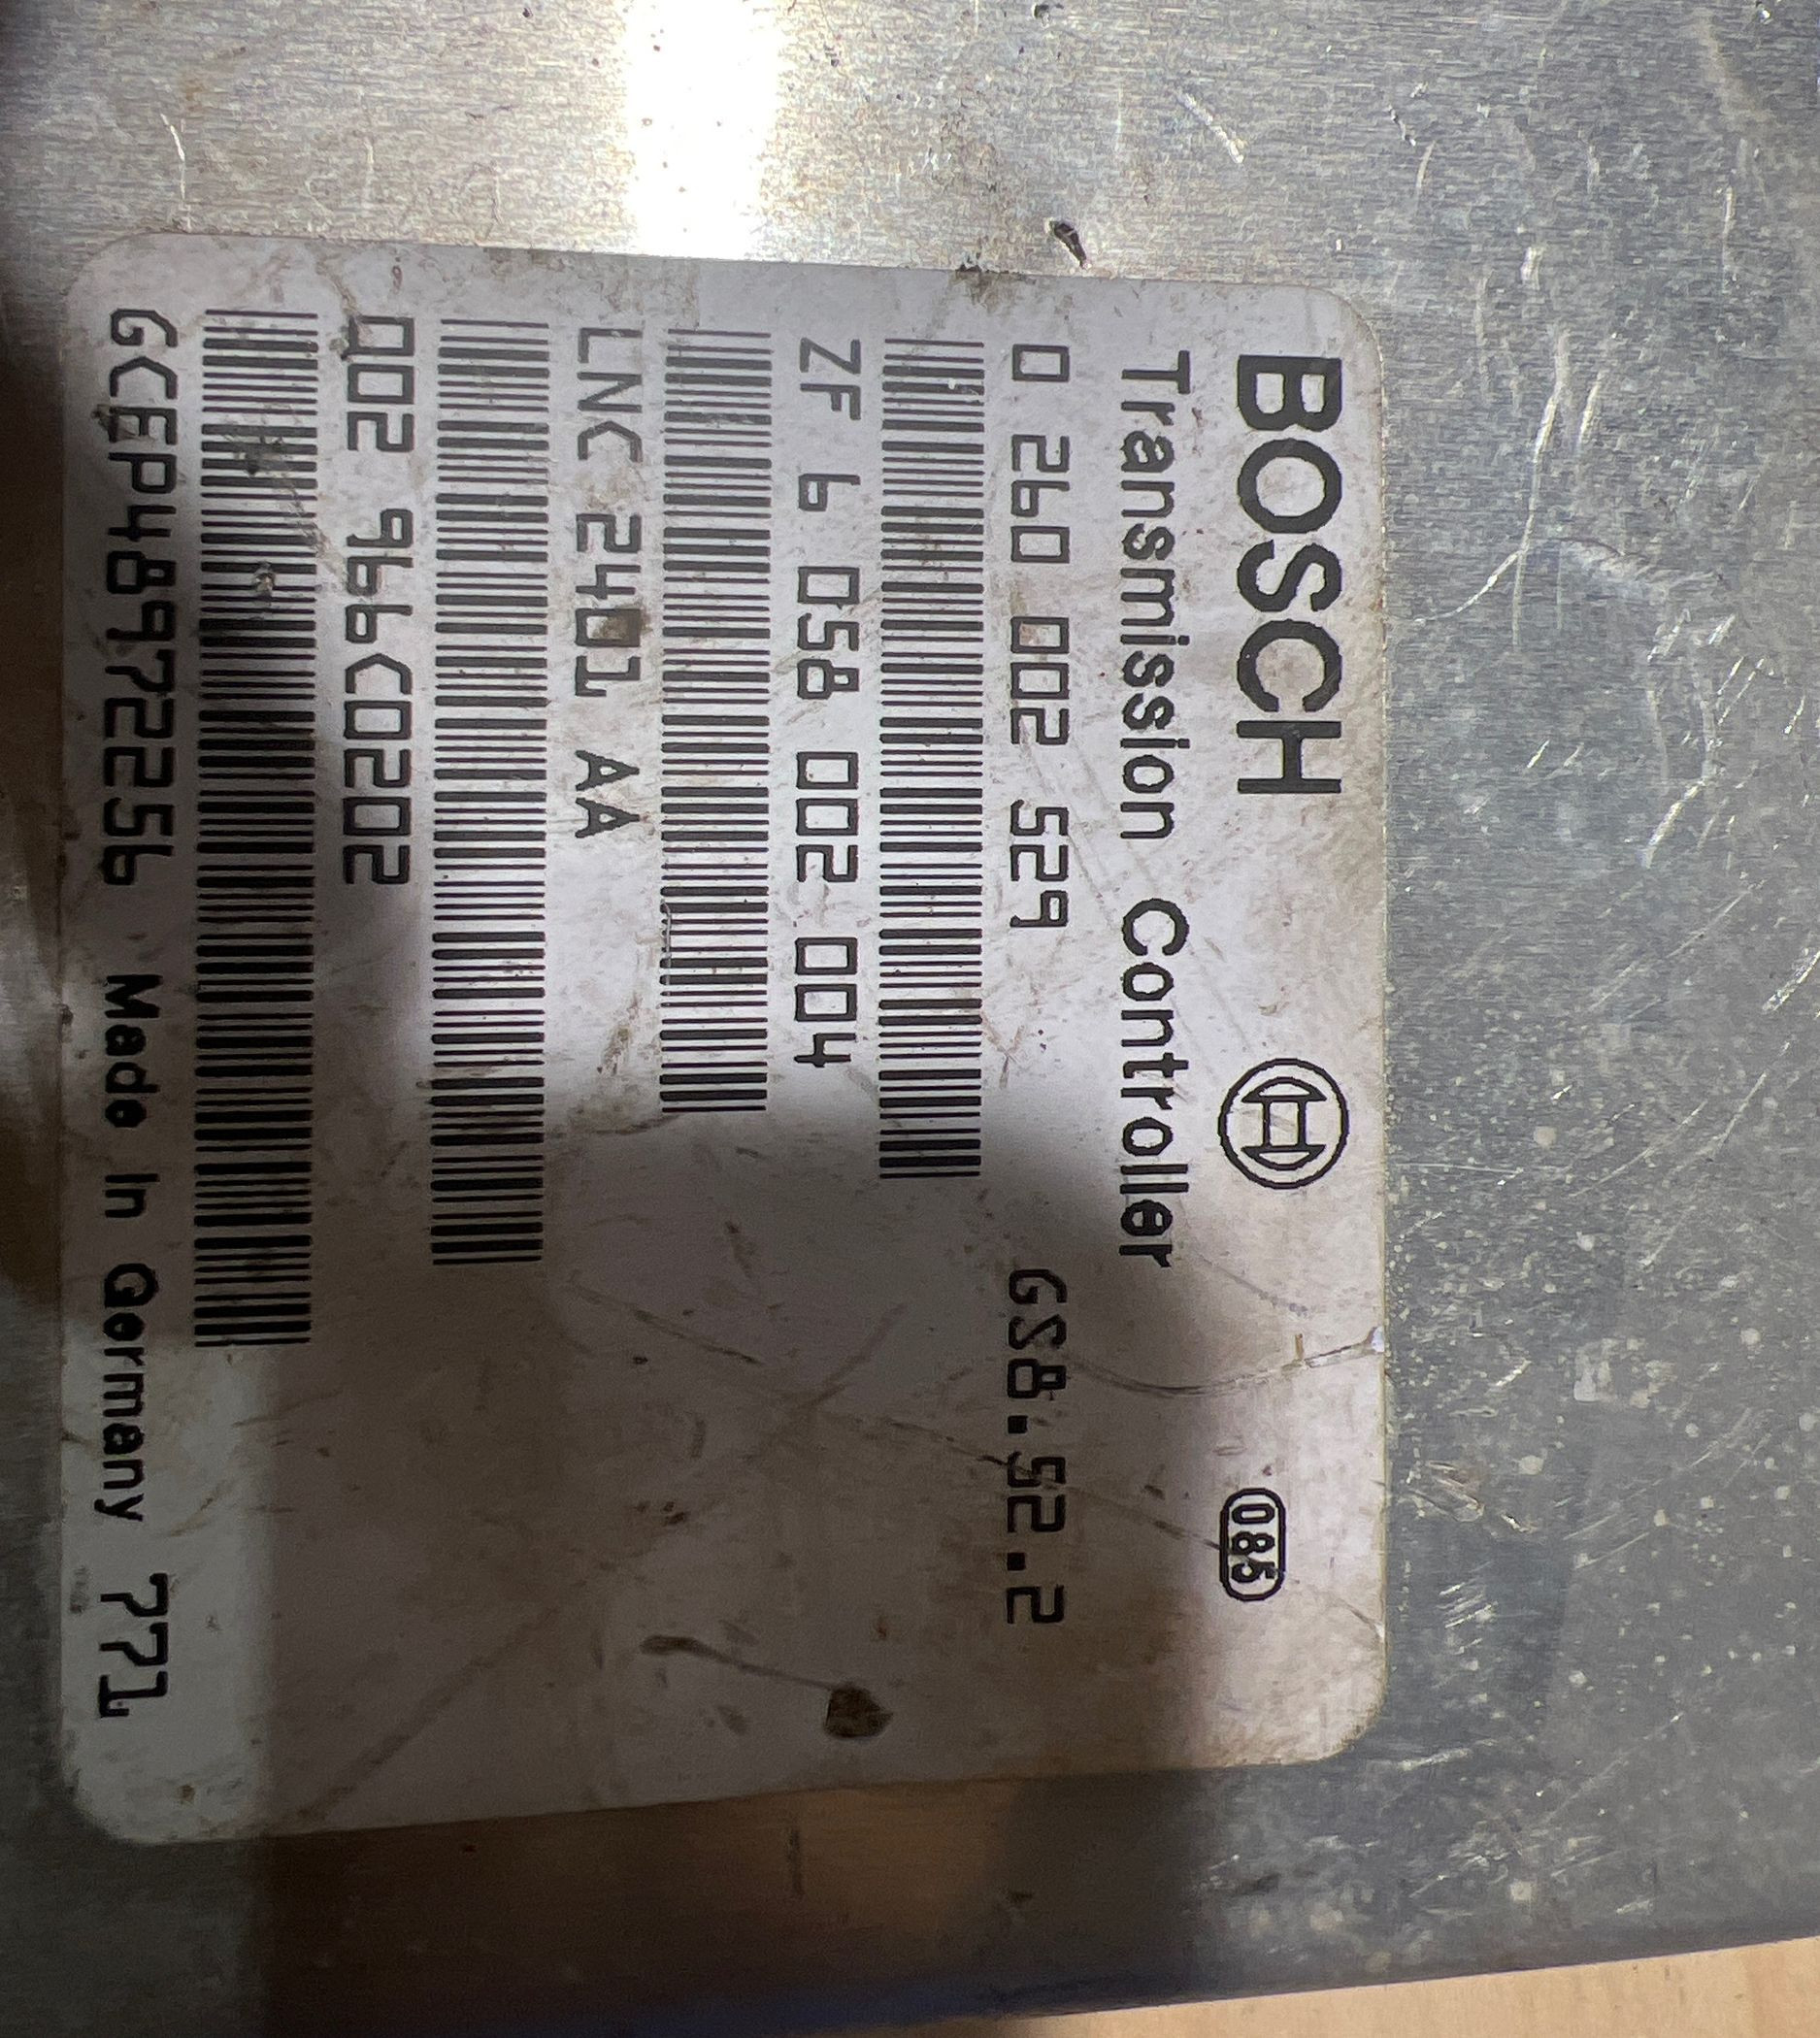 BOSCH 085
Transmission Controller
0 260 002 529 GS8.52.2
ZF 6 058 002 004
LNC 2401 AA
Q02 966C0202
GCEP48972256 Made In Germany 771